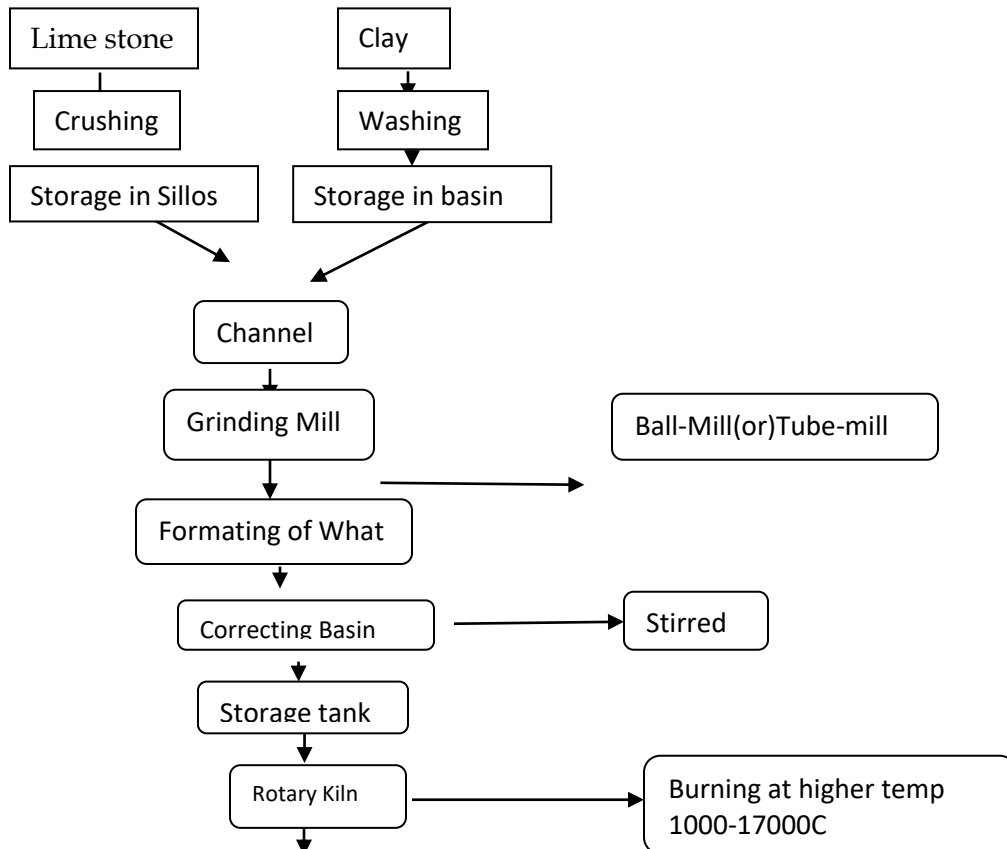 Lime stone
Clay
Crushing
Washing
Storage in Sillos
Storage in basin
Channel
Grinding Mill
Ball-Mill(or)Tube-mill
Formating of What
Correcting Basin
Stirred
Storage tank
Rotary Kiln
Burning at higher temp
1000-17000C